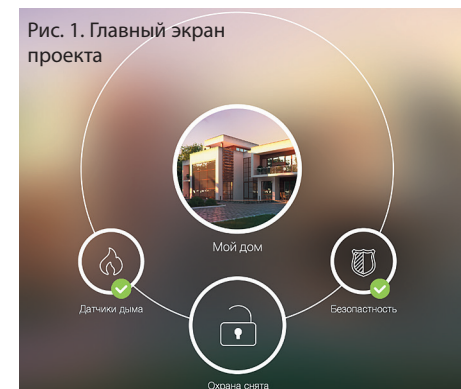 Рис. 1. Главный экран
проекта
Мой дом
Датчики дыма
Безопастность
Охрана снята